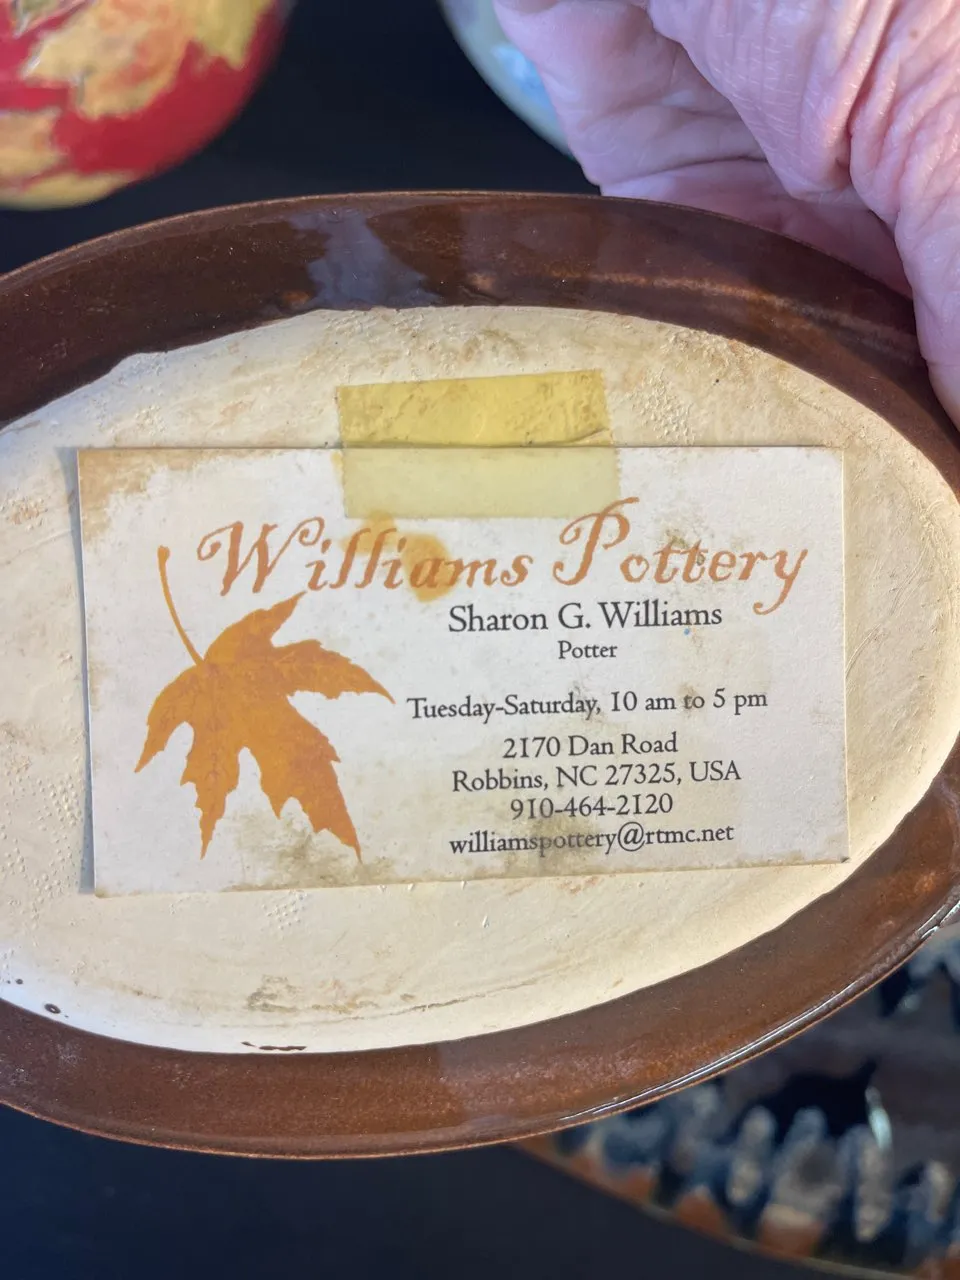 Williams Pottery
Sharon G. Williams
Potter
Tuesday-Saturday, 10 am to 5 pm
2170 Dan Road
Robbins, NC 27325, USA
910-464-2120
williamspottery@rtmc.net